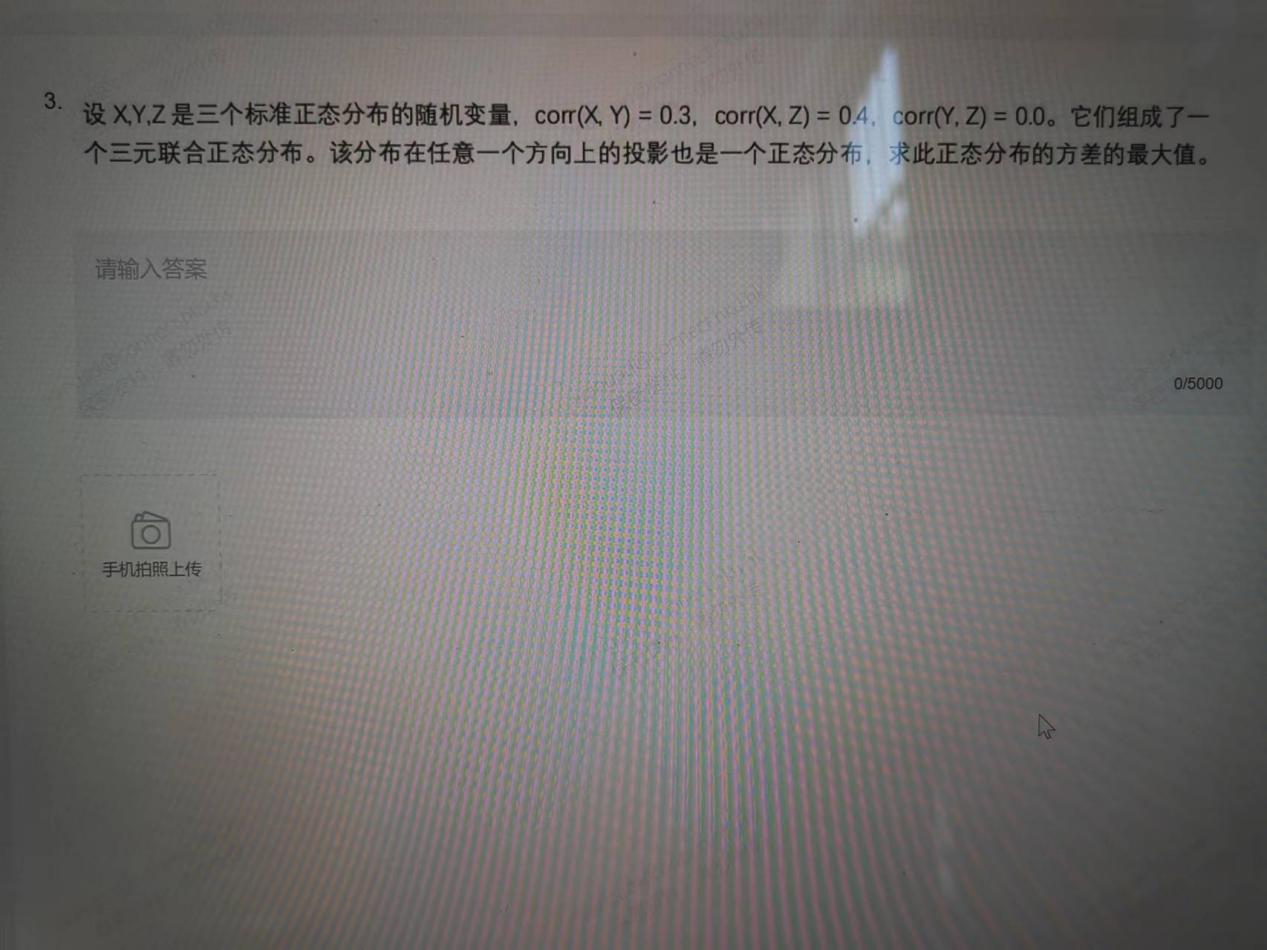 3.
设 X,Y,Z 是三个标准正态分布的随机变量，corr(X, Y) = 0.3，corr(X, Z) = 0.4，corr(Y, Z) = 0.0。它们组成了一
个三元联合正态分布。该分布在任意一个方向上的投影也是一个正态分布，求此正态分布的方差的最大值。
请输入答案
0/5000
手机拍照上传